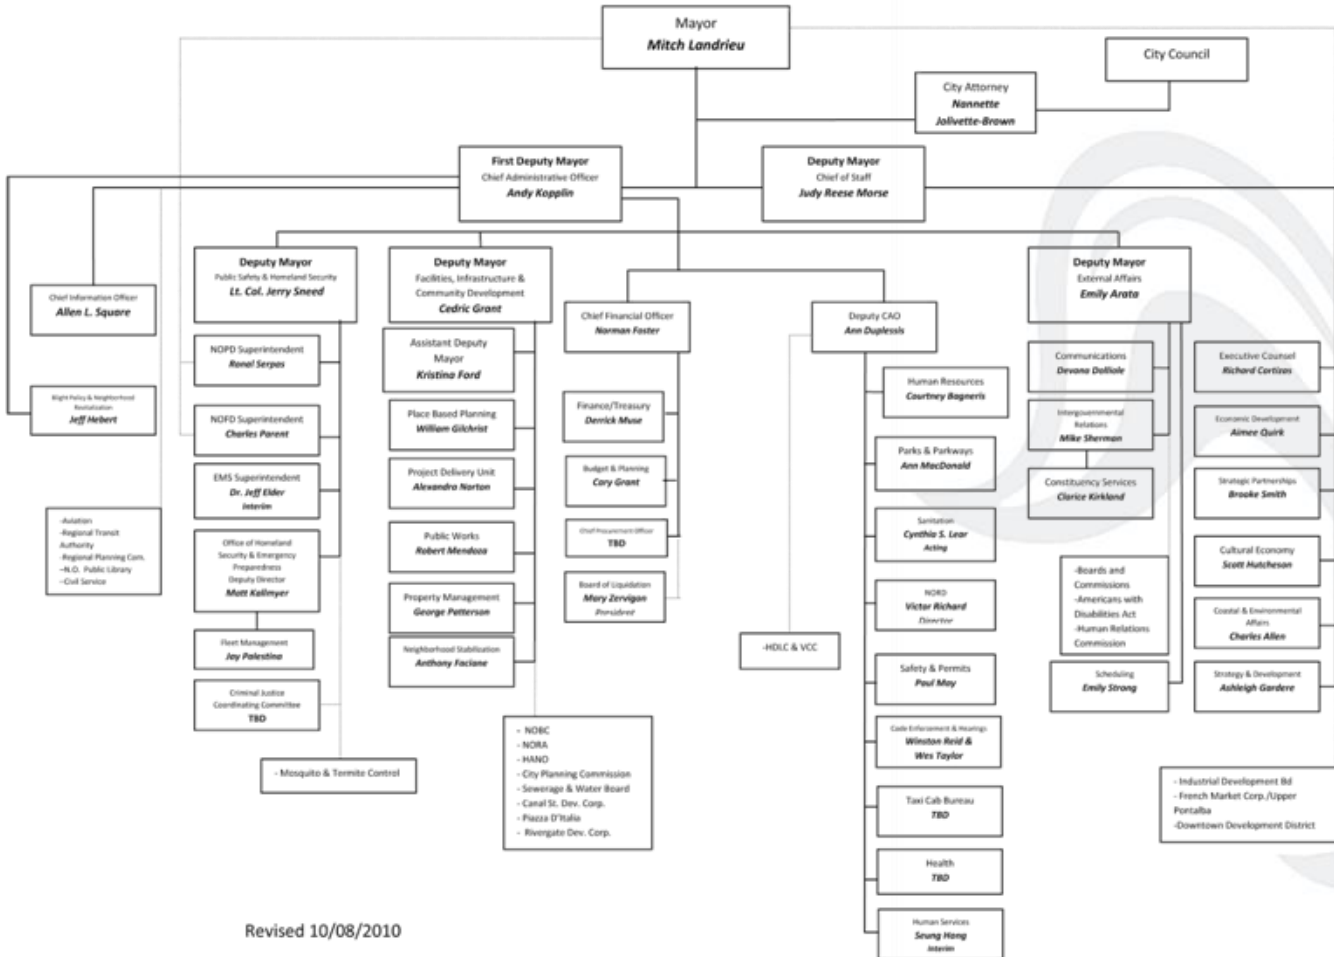 Mayor
Mitch Landrieu
City Council
City Attorney
Nannette
Jolivette-Brown
First Deputy Mayor
Chief Administrative Officer
Andy Kopplin
Deputy Mayor
Chief of Staff
Judy Reese Morse
Deputy Mayor
Public Safety & Homeland Security
Lt. Col. Jerry Sneed
Deputy Mayor
Facilities, Infrastructure &
Community Development
Cedric Grant
Deputy Mayor
External Affairs
Emily Arata
Chief Information Officer
Allen L. Square
Blight Policy & Neighborhood
Revitalization
Jeff Hebert
-Aviation
-Regional Transit
Authority
-Regional Planning Com.
-N.O. Public Library
-Civil Service
NOPD Superintendent
Ronal Serpas
NOFD Superintendent
Charles Parent
EMS Superintendent
Dr. Jeff Elder
Interim
Office of Homeland
Security & Emergency
Preparedness
Deputy Director
Matt Kallmyer
Fleet Management
Jay Palestina
Criminal Justice
Coordinating Committee
TBD
- Mosquito & Termite Control
Assistant Deputy
Mayor
Kristina Ford
Place Based Planning
William Gilchrist
Project Delivery Unit
Alexandra Norton
Public Works
Robert Mendoza
Property Management
George Patterson
Neighborhood Stabilization
Anthony Faciane
- NOBC
- NORA
- HANO
- City Planning Commission
- Sewerage & Water Board
- Canal St. Dev. Corp.
- Piazza D'Italia
- Rivergate Dev. Corp.
Chief Financial Officer
Norman Foster
Finance/Treasury
Derrick Muse
Budget & Planning
Cary Grant
Chief Procurement Officer
TBD
Board of Liquidation
Mary Zervigon
President
Deputy CAO
Ann Duplessis
-HDLC & VCC
Human Resources
Courtney Bagneris
Parks & Parkways
Ann MacDonald
Sanitation
Cynthia S. Lear
Acting
NORD
Victor Richard
Director
Safety & Permits
Paul May
Code Enforcement & Hearings
Winston Reid &
Wes Taylor
Taxi Cab Bureau
TBD
Health
TBD
Human Services
Seung Hong
Interim
Communications
Devona Dolliole
Intergovernmental
Relations
Mike Sherman
Constituency Services
Clarice Kirkland
-Boards and
Commissions
-Americans with
Disabilities Act
-Human Relations
Commission
Scheduling
Emily Strong
Executive Counsel
Richard Cortizas
Economic Development
Aimee Quirk
Strategic Partnerships
Brooke Smith
Cultural Economy
Scott Hutcheson
Coastal & Environmental
Affairs
Charles Allen
Strategy & Development
Ashleigh Gardere
- Industrial Development Bd
- French Market Corp./Upper
Pontalba
-Downtown Development District
Revised 10/08/2010